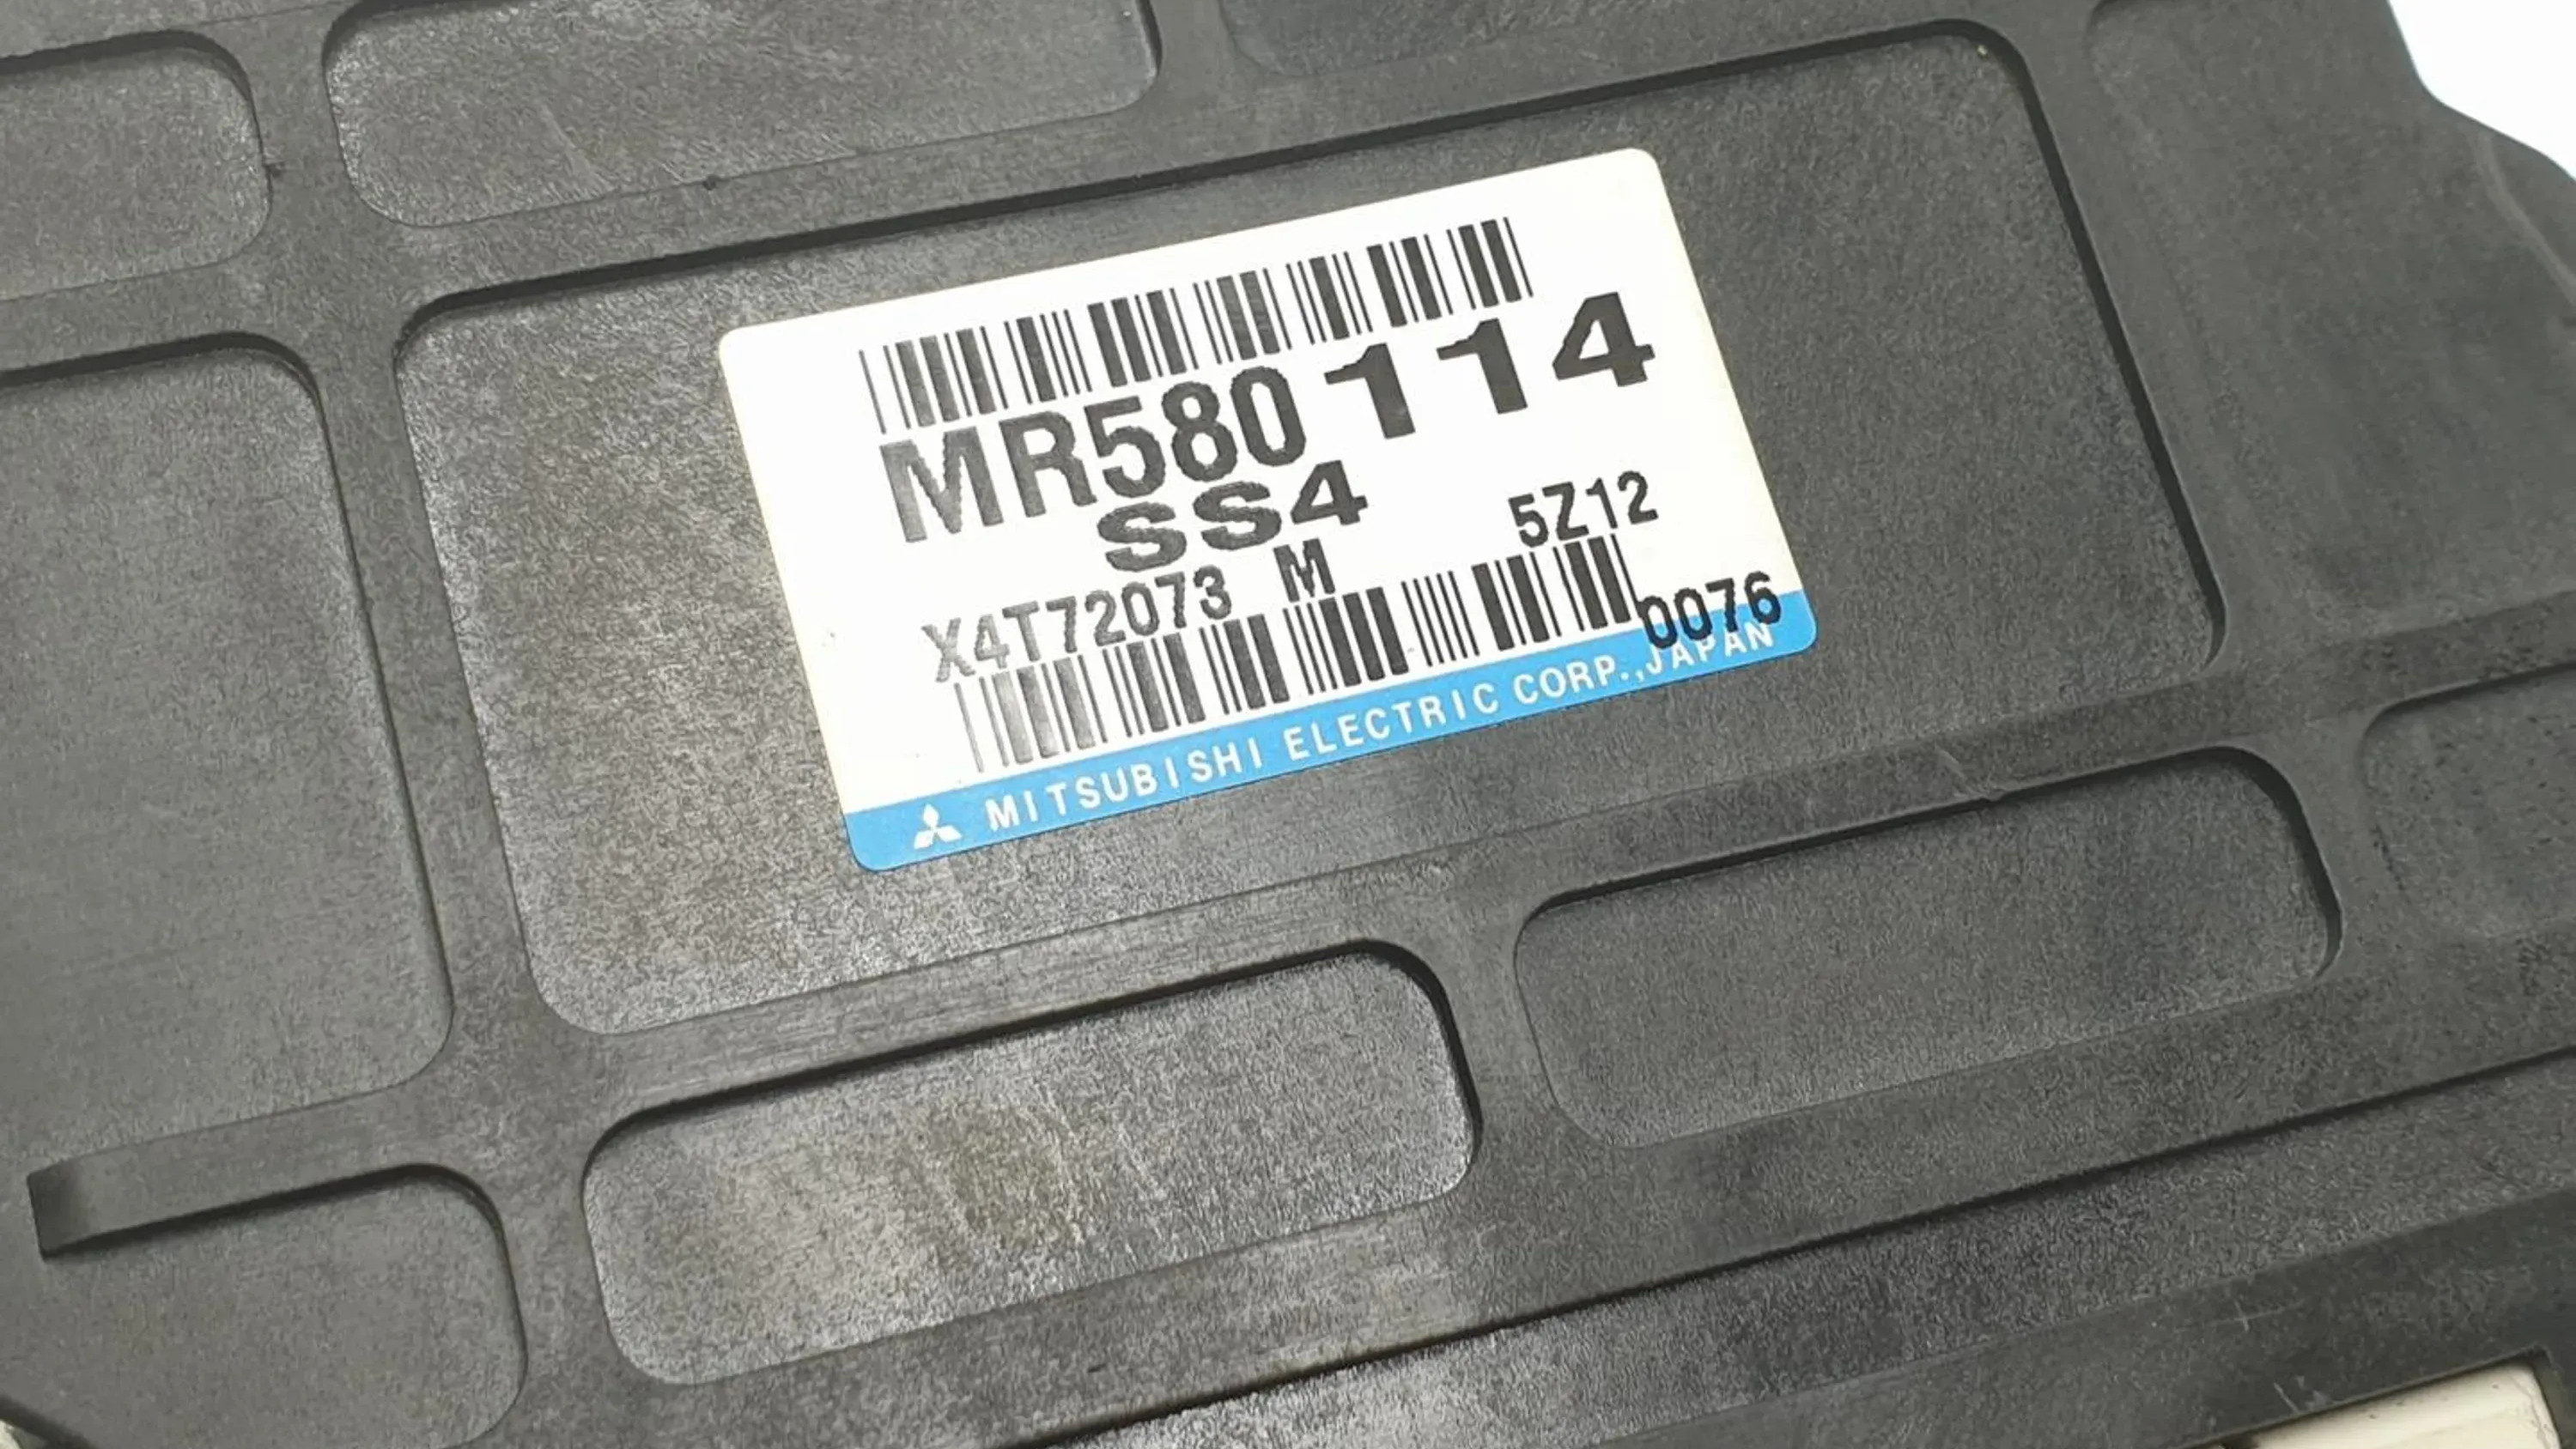 MR580114
SS4
5Z12
X4T72073 M
0076
MITSUBISHI ELECTRIC CORP.,JAPAN